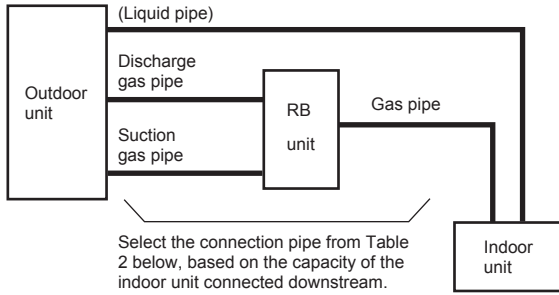 (Liquid pipe)
Discharge
gas pipe
Outdoor
unit
RB
unit
Gas pipe
Suction
gas pipe
Select the connection pipe from Table
2 below, based on the capacity of the
indoor unit connected downstream.
Indoor
unit